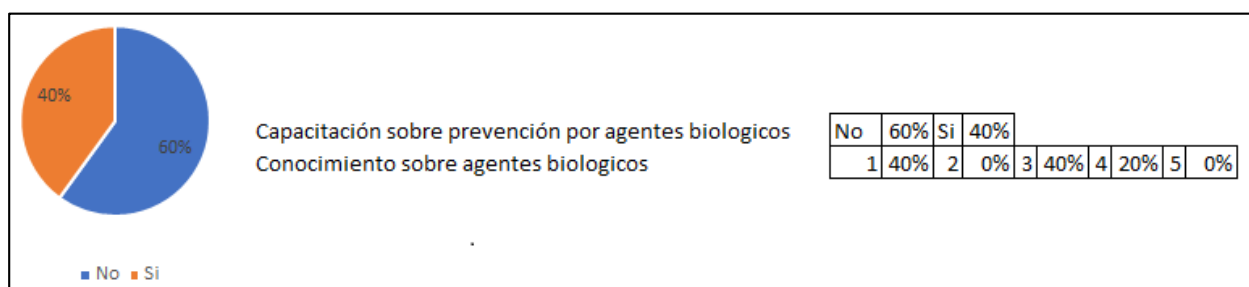 40%
60%
No Si
Capacitación sobre prevención por agentes biologicos No 60% Si 40%
Conocimiento sobre agentes biologicos 1 40% 2 0% 3 40% 4 20% 5 0%
.